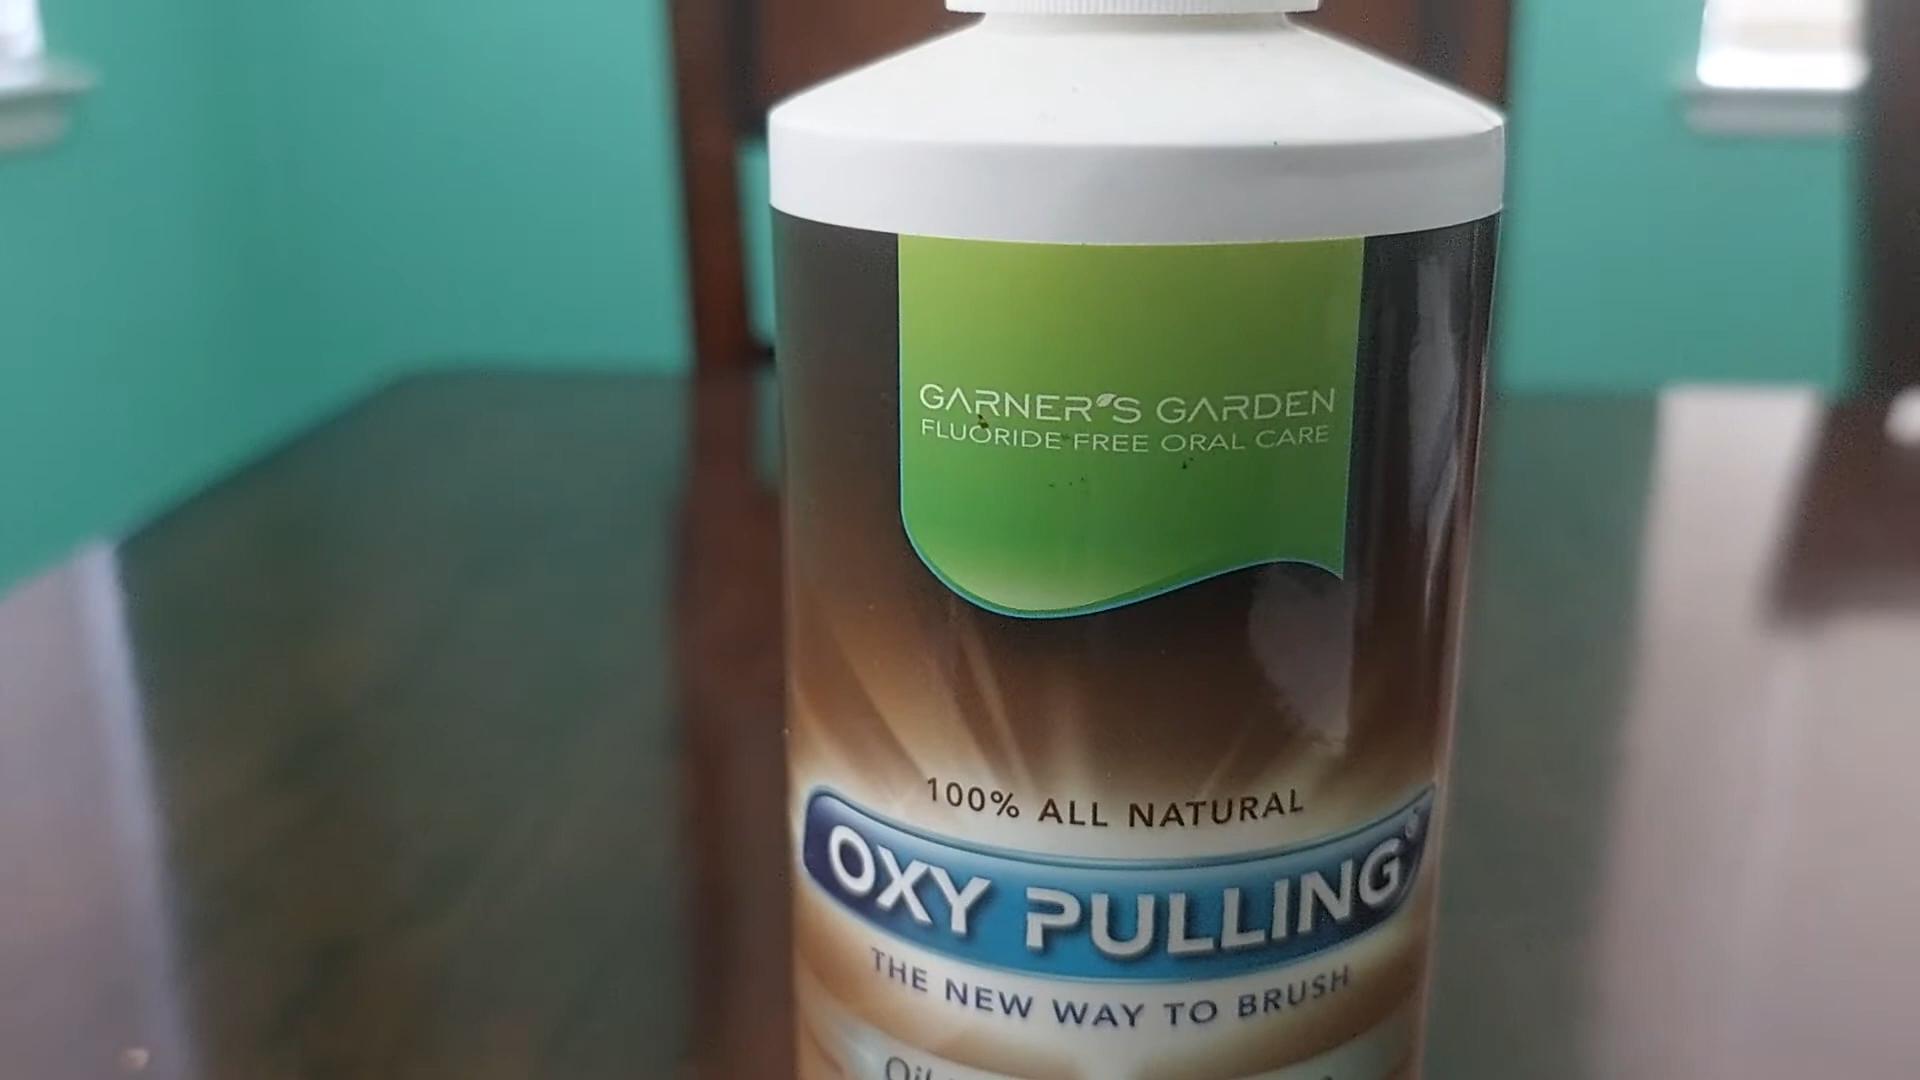 GARNER'S GARDEN
FLUORIDE FREE ORAL CARE
100% ALL NATURAL
OXY PULLING
THE NEW WAY TO BRUSH